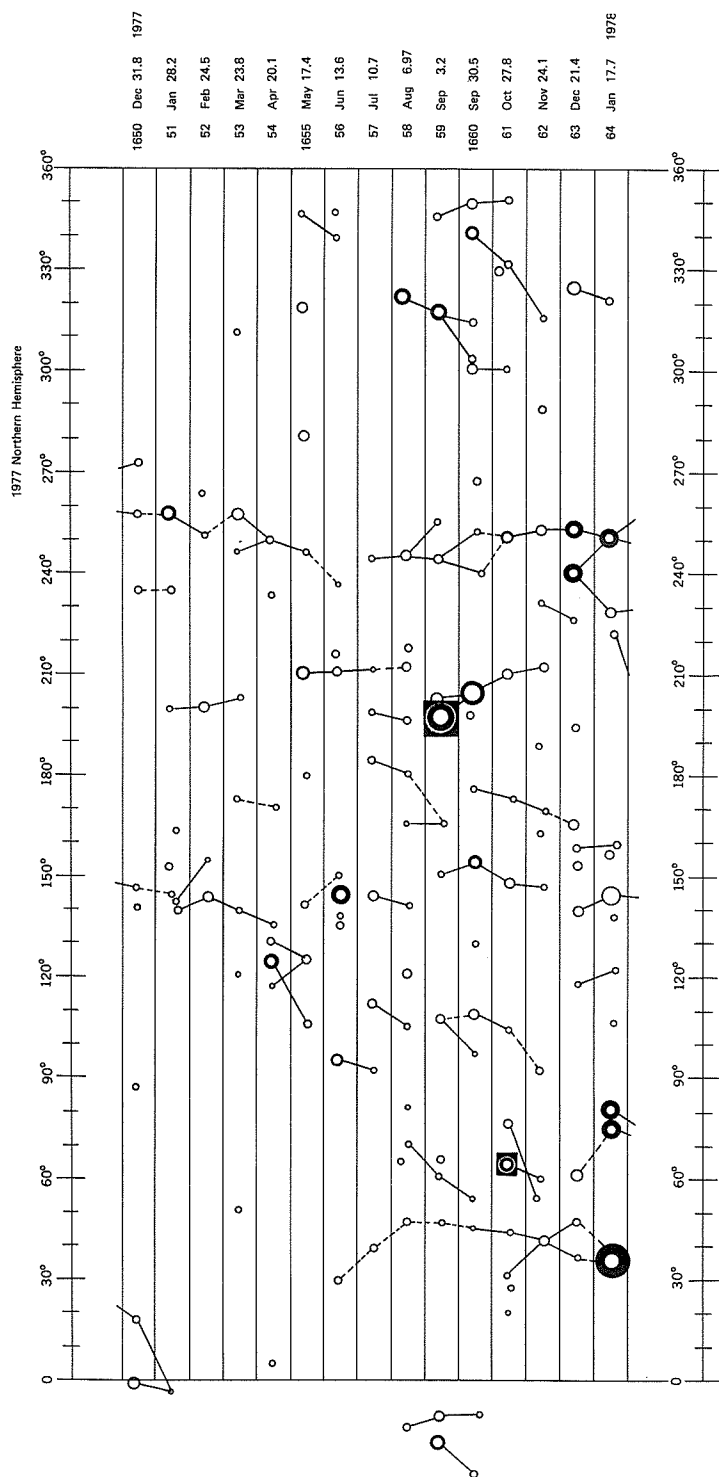 1977 Northern Hemisphere
1650 Dec 31.8 1977
51 Jan 28.2
52 Feb 24.5
53 Mar 23.8
54 Apr 20.1
1655 May 17.4
56 Jun 13.6
57 Jul 10.7
58 Aug 6.97
59 Sep 3.2
1660 Sep 30.5
61 Oct 27.8
62 Nov 24.1
63 Dec 21.4
64 Jan 17.7 1978
360°
330°
300°
270°
240°
210°
180°
150°
120°
90°
60°
30°
0
360°
330°
300°
270°
240°
210°
180°
150°
120°
90°
60°
30°
0